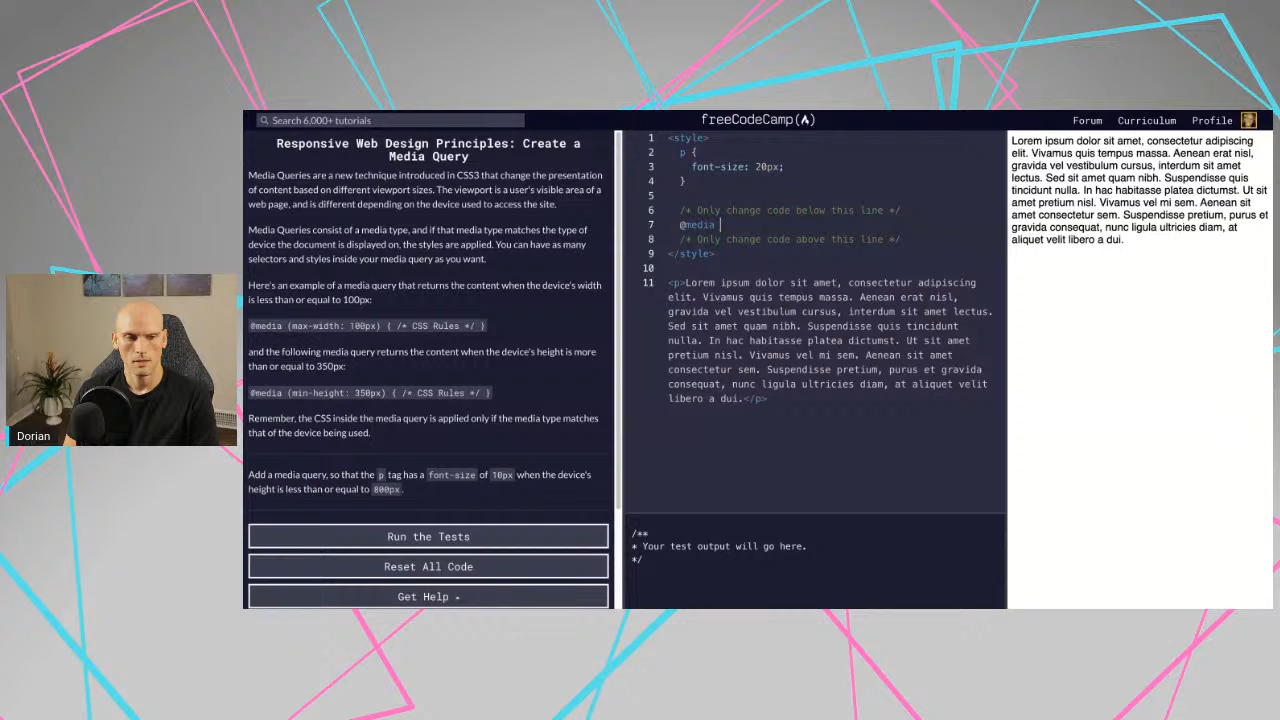 Search 6,000+ tutorials
freeCodeCamp(🔥)
Forum Curriculum Profile
Responsive Web Design Principles: Create a
Media Query
Media Queries are a new technique introduced in CSS3 that change the presentation
of content based on different viewport sizes. The viewport is a user's visible area of a
web page, and is different depending on the device used to access the site.
Media Queries consist of a media type, and if that media type matches the type of
device the document is displayed on, the styles are applied. You can have as many
selectors and styles inside your media query as you want.
Here's an example of a media query that returns the content when the device's width
is less than or equal to 100px:
@media (max-width: 100px) { /* CSS Rules */ }
and the following media query returns the content when the device's height is more
than or equal to 350px:
@media (min-height: 350px) { /* CSS Rules */ }
Remember, the CSS inside the media query is applied only if the media type matches
that of the device being used.
Add a media query, so that the p tag has a font-size of 10px when the device's
height is less than or equal to 800px.
Run the Tests
Reset All Code
Get Help
1 <style>
2 p {
3 font-size: 20px;
4 }
5
6 /* Only change code below this line */
7 @media
8 /* Only change code above this line */
9 </style>
10
11 <p>Lorem ipsum dolor sit amet, consectetur adipiscing
elit. Vivamus quis tempus massa. Aenean erat nisl,
gravida vel vestibulum cursus, interdum sit amet lectus.
Sed sit amet quam nibh. Suspendisse quis tincidunt
nulla. In hac habitasse platea dictumst. Ut sit amet
pretium nisl. Vivamus vel mi sem. Aenean sit amet
consectetur sem. Suspendisse pretium, purus et gravida
consequat, nunc ligula ultricies diam, at aliquet velit
libero a dui.</p>
/**
* Your test output will go here.
*/
Lorem ipsum dolor sit amet, consectetur adipiscing
elit. Vivamus quis tempus massa. Aenean erat nisl,
gravida vel vestibulum cursus, interdum sit amet
lectus. Sed sit amet quam nibh. Suspendisse quis
tincidunt nulla. In hac habitasse platea dictumst. Ut sit
amet pretium nisl. Vivamus vel mi sem. Aenean sit
amet consectetur sem. Suspendisse pretium, purus et
gravida consequat, nunc ligula ultricies diam, at
aliquet velit libero a dui.
Dorian